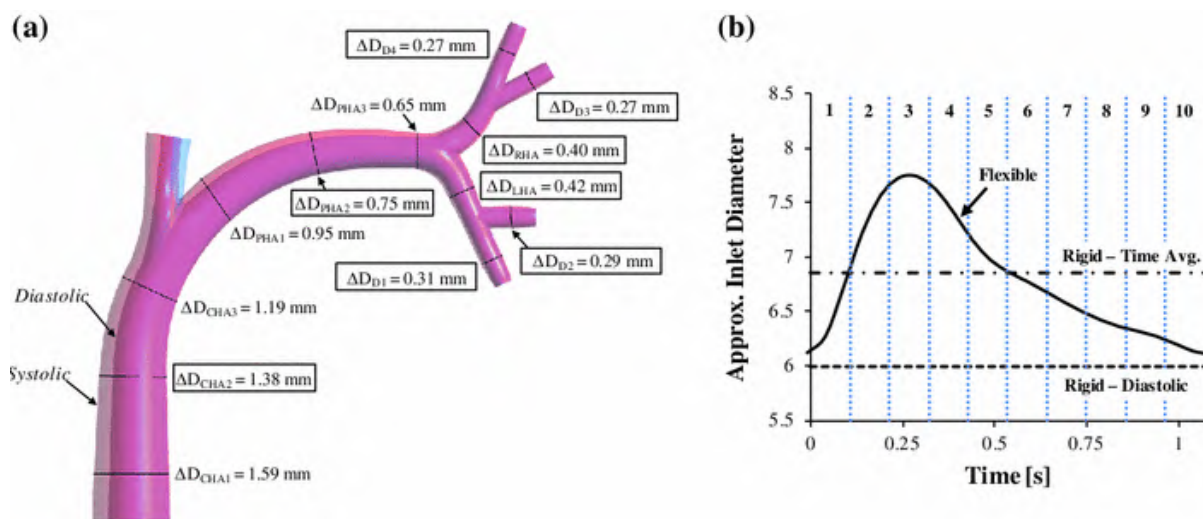 (a)
ΔD_D4 = 0.27 mm
ΔD_PHA3 = 0.65 mm
ΔD_D3 = 0.27 mm
ΔD_RHA = 0.40 mm
ΔD_LHA = 0.42 mm
ΔD_PHA2 = 0.75 mm
ΔD_PHA1 = 0.95 mm
ΔD_D2 = 0.29 mm
ΔD_D1 = 0.31 mm
Diastolic
ΔD_CHA3 = 1.19 mm
Systolic
ΔD_CHA2 = 1.38 mm
ΔD_CHA1 = 1.59 mm
(b)
Approx. Inlet Diameter
8.5
8
7.5
7
6.5
6
5.5
1 2 3 4 5 6 7 8 9 10
Flexible
Rigid – Time Avg.
Rigid – Diastolic
0 0.25 0.5 0.75 1
Time [s]